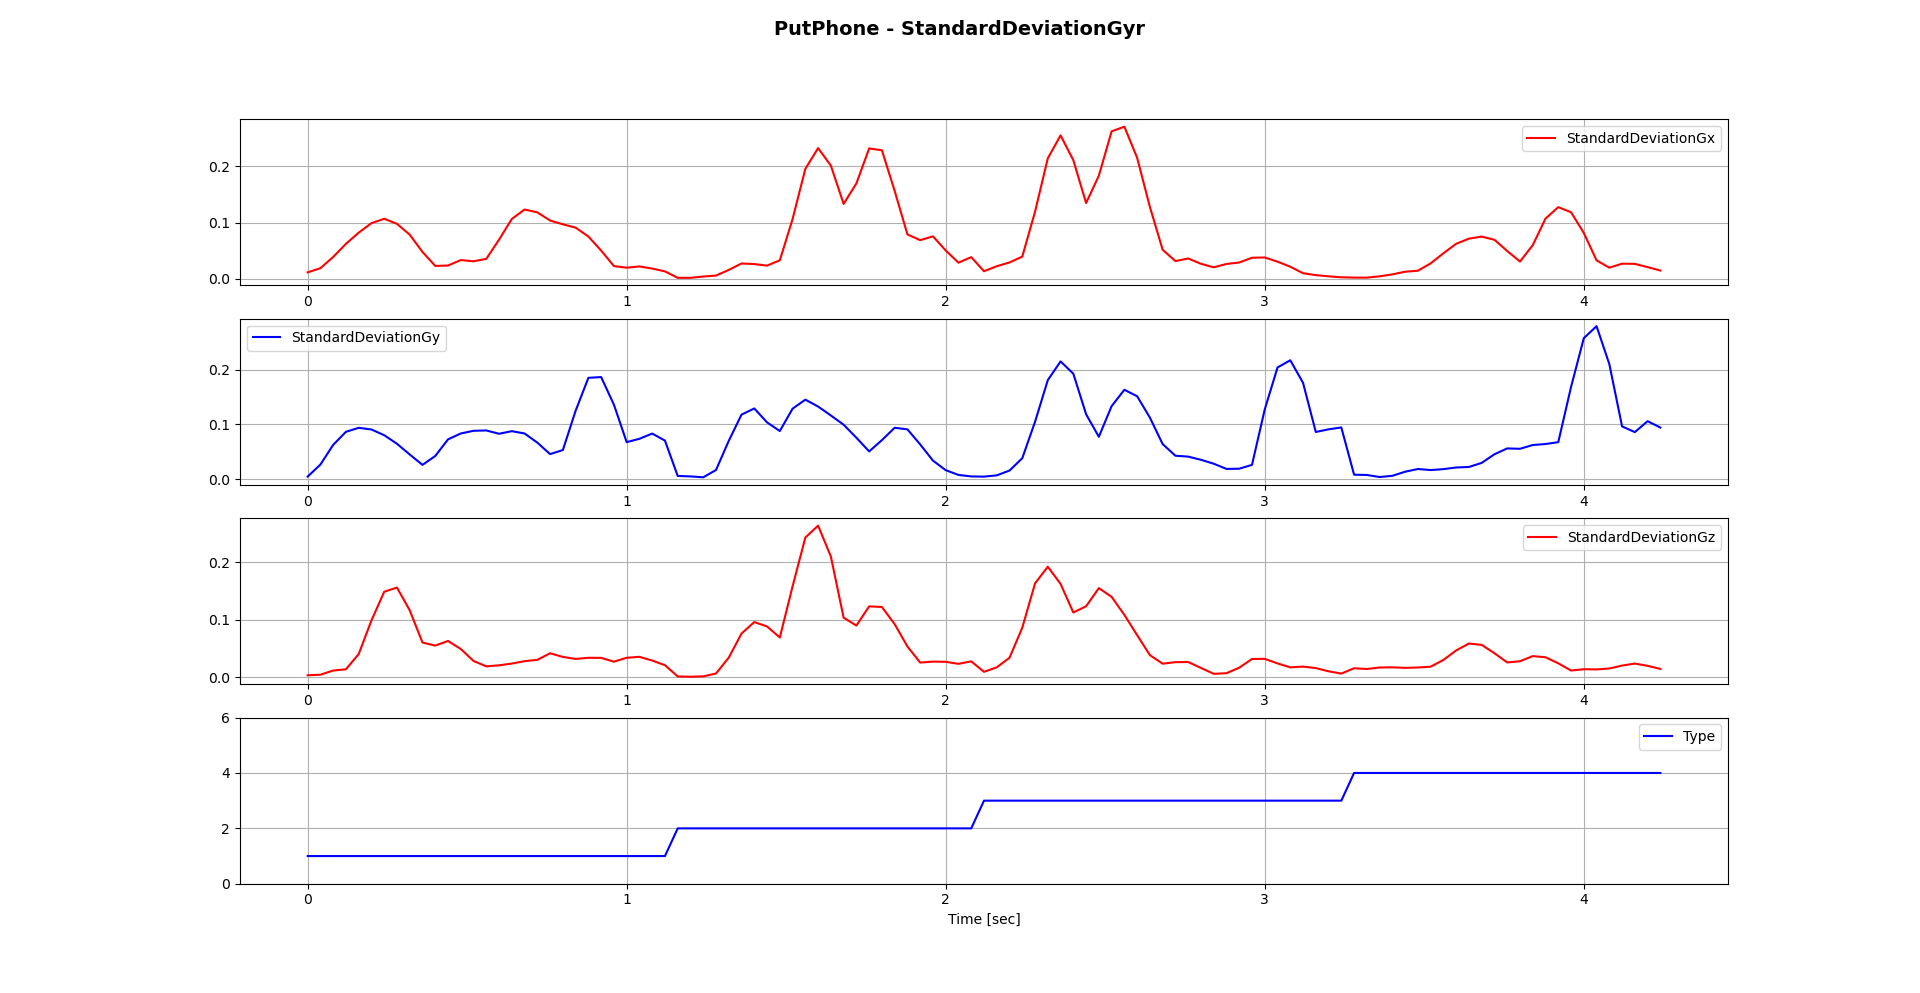 PutPhone - StandardDeviationGyr
StandardDeviationGx
0.2
0.1
0.0
0 1 2 3 4
StandardDeviationGy
0.2
0.1
0.0
0 1 2 3 4
StandardDeviationGz
0.2
0.1
0.0
0 1 2 3 4
6
Type
4
2
0
0 1 2 3 4
Time [sec]